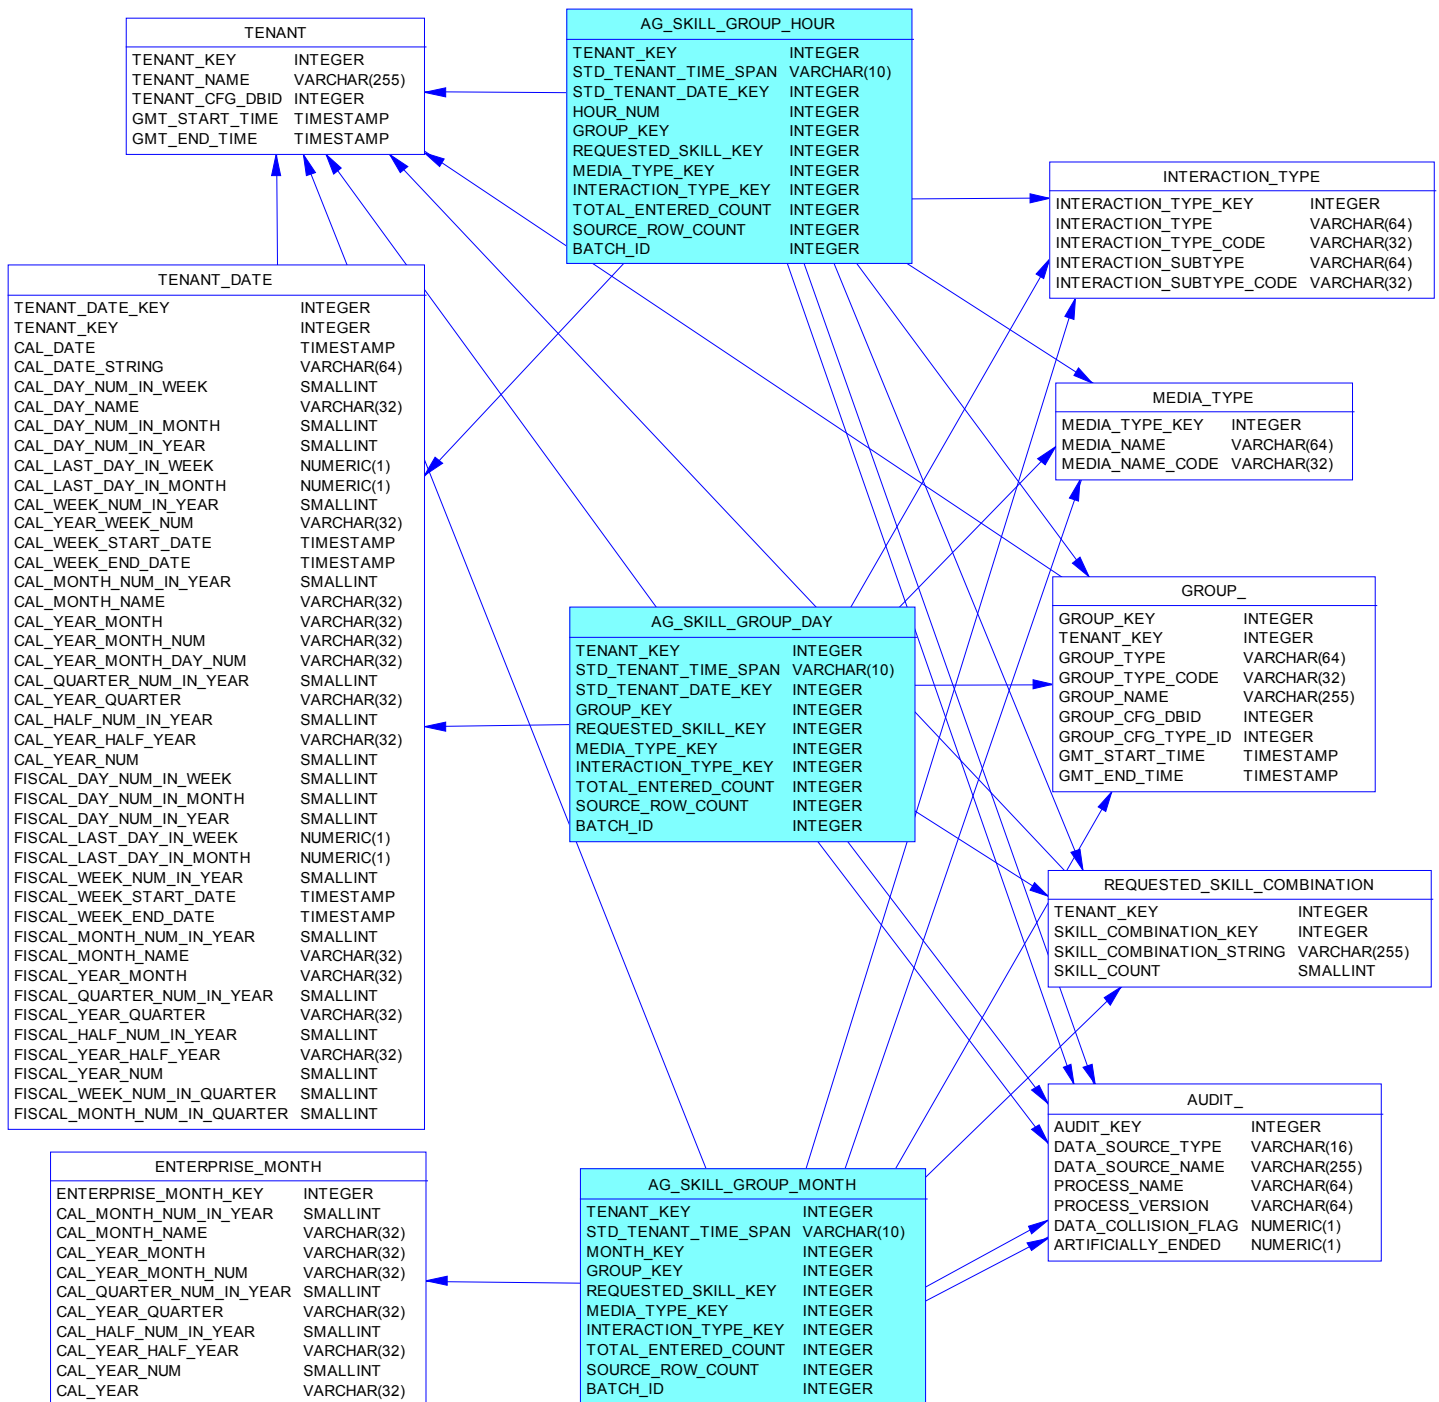 TENANT
TENANT_KEY INTEGER
TENANT_NAME VARCHAR(255)
TENANT_CFG_DBID INTEGER
GMT_START_TIME TIMESTAMP
GMT_END_TIME TIMESTAMP
AG_SKILL_GROUP_HOUR
TENANT_KEY INTEGER
STD_TENANT_TIME_SPAN VARCHAR(10)
STD_TENANT_DATE_KEY INTEGER
HOUR_NUM INTEGER
GROUP_KEY INTEGER
REQUESTED_SKILL_KEY INTEGER
MEDIA_TYPE_KEY INTEGER
INTERACTION_TYPE_KEY INTEGER
TOTAL_ENTERED_COUNT INTEGER
SOURCE_ROW_COUNT INTEGER
BATCH_ID INTEGER
INTERACTION_TYPE
INTERACTION_TYPE_KEY INTEGER
INTERACTION_TYPE VARCHAR(64)
INTERACTION_TYPE_CODE VARCHAR(32)
INTERACTION_SUBTYPE VARCHAR(64)
INTERACTION_SUBTYPE_CODE VARCHAR(32)
TENANT_DATE
TENANT_DATE_KEY INTEGER
TENANT_KEY INTEGER
CAL_DATE TIMESTAMP
CAL_DATE_STRING VARCHAR(64)
CAL_DAY_NUM_IN_WEEK SMALLINT
CAL_DAY_NAME VARCHAR(32)
CAL_DAY_NUM_IN_MONTH SMALLINT
CAL_DAY_NUM_IN_YEAR SMALLINT
CAL_LAST_DAY_IN_WEEK NUMERIC(1)
CAL_LAST_DAY_IN_MONTH NUMERIC(1)
CAL_WEEK_NUM_IN_YEAR SMALLINT
CAL_YEAR_WEEK_NUM VARCHAR(32)
CAL_WEEK_START_DATE TIMESTAMP
CAL_WEEK_END_DATE TIMESTAMP
CAL_MONTH_NUM_IN_YEAR SMALLINT
CAL_MONTH_NAME VARCHAR(32)
CAL_YEAR_MONTH VARCHAR(32)
CAL_YEAR_MONTH_NUM VARCHAR(32)
CAL_YEAR_MONTH_DAY_NUM VARCHAR(32)
CAL_QUARTER_NUM_IN_YEAR SMALLINT
CAL_YEAR_QUARTER VARCHAR(32)
CAL_HALF_NUM_IN_YEAR SMALLINT
CAL_YEAR_HALF_YEAR VARCHAR(32)
CAL_YEAR_NUM SMALLINT
FISCAL_DAY_NUM_IN_WEEK SMALLINT
FISCAL_DAY_NUM_IN_MONTH SMALLINT
FISCAL_DAY_NUM_IN_YEAR SMALLINT
FISCAL_LAST_DAY_IN_WEEK NUMERIC(1)
FISCAL_LAST_DAY_IN_MONTH NUMERIC(1)
FISCAL_WEEK_NUM_IN_YEAR SMALLINT
FISCAL_WEEK_START_DATE TIMESTAMP
FISCAL_WEEK_END_DATE TIMESTAMP
FISCAL_MONTH_NUM_IN_YEAR SMALLINT
FISCAL_MONTH_NAME VARCHAR(32)
FISCAL_YEAR_MONTH VARCHAR(32)
FISCAL_QUARTER_NUM_IN_YEAR SMALLINT
FISCAL_YEAR_QUARTER VARCHAR(32)
FISCAL_HALF_NUM_IN_YEAR SMALLINT
FISCAL_YEAR_HALF_YEAR VARCHAR(32)
FISCAL_YEAR_NUM SMALLINT
FISCAL_WEEK_NUM_IN_QUARTER SMALLINT
FISCAL_MONTH_NUM_IN_QUARTER SMALLINT
MEDIA_TYPE
MEDIA_TYPE_KEY INTEGER
MEDIA_NAME VARCHAR(64)
MEDIA_NAME_CODE VARCHAR(32)
GROUP_
GROUP_KEY INTEGER
TENANT_KEY INTEGER
GROUP_TYPE VARCHAR(64)
GROUP_TYPE_CODE VARCHAR(32)
GROUP_NAME VARCHAR(255)
GROUP_CFG_DBID INTEGER
GROUP_CFG_TYPE_ID INTEGER
GMT_START_TIME TIMESTAMP
GMT_END_TIME TIMESTAMP
AG_SKILL_GROUP_DAY
TENANT_KEY INTEGER
STD_TENANT_TIME_SPAN VARCHAR(10)
STD_TENANT_DATE_KEY INTEGER
GROUP_KEY INTEGER
REQUESTED_SKILL_KEY INTEGER
MEDIA_TYPE_KEY INTEGER
INTERACTION_TYPE_KEY INTEGER
TOTAL_ENTERED_COUNT INTEGER
SOURCE_ROW_COUNT INTEGER
BATCH_ID INTEGER
REQUESTED_SKILL_COMBINATION
TENANT_KEY INTEGER
SKILL_COMBINATION_KEY INTEGER
SKILL_COMBINATION_STRING VARCHAR(255)
SKILL_COUNT SMALLINT
AUDIT_
AUDIT_KEY INTEGER
DATA_SOURCE_TYPE VARCHAR(16)
DATA_SOURCE_NAME VARCHAR(255)
PROCESS_NAME VARCHAR(64)
PROCESS_VERSION VARCHAR(64)
DATA_COLLISION_FLAG NUMERIC(1)
ARTIFICIALLY_ENDED NUMERIC(1)
ENTERPRISE_MONTH
ENTERPRISE_MONTH_KEY INTEGER
CAL_MONTH_NUM_IN_YEAR SMALLINT
CAL_MONTH_NAME VARCHAR(32)
CAL_YEAR_MONTH VARCHAR(32)
CAL_YEAR_MONTH_NUM VARCHAR(32)
CAL_QUARTER_NUM_IN_YEAR SMALLINT
CAL_YEAR_QUARTER VARCHAR(32)
CAL_HALF_NUM_IN_YEAR SMALLINT
CAL_YEAR_HALF_YEAR VARCHAR(32)
CAL_YEAR_NUM SMALLINT
CAL_YEAR VARCHAR(32)
AG_SKILL_GROUP_MONTH
TENANT_KEY INTEGER
STD_TENANT_TIME_SPAN VARCHAR(10)
MONTH_KEY INTEGER
GROUP_KEY INTEGER
REQUESTED_SKILL_KEY INTEGER
MEDIA_TYPE_KEY INTEGER
INTERACTION_TYPE_KEY INTEGER
TOTAL_ENTERED_COUNT INTEGER
SOURCE_ROW_COUNT INTEGER
BATCH_ID INTEGER